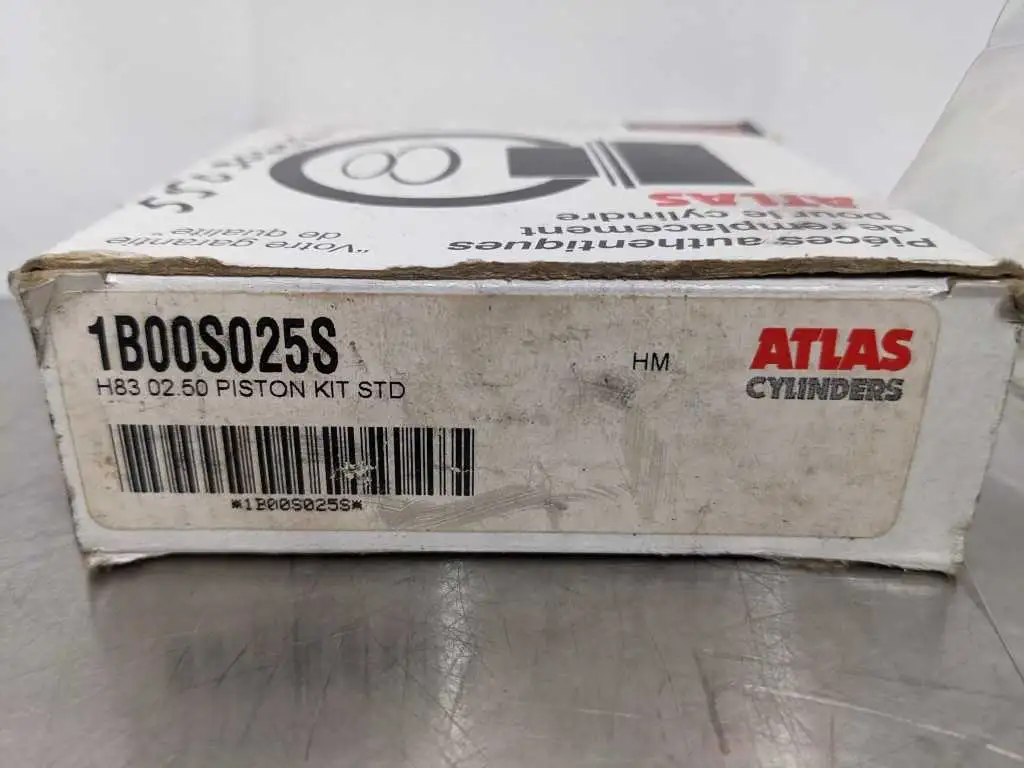 Pièces authentiques
de remplacement
pour le cylindre
ATLAS
"Votre garantie
de qualité"
8
1B00S025S
H83 02.50 PISTON KIT STD
HM
ATLAS
CYLINDERS
*1B00S025S*